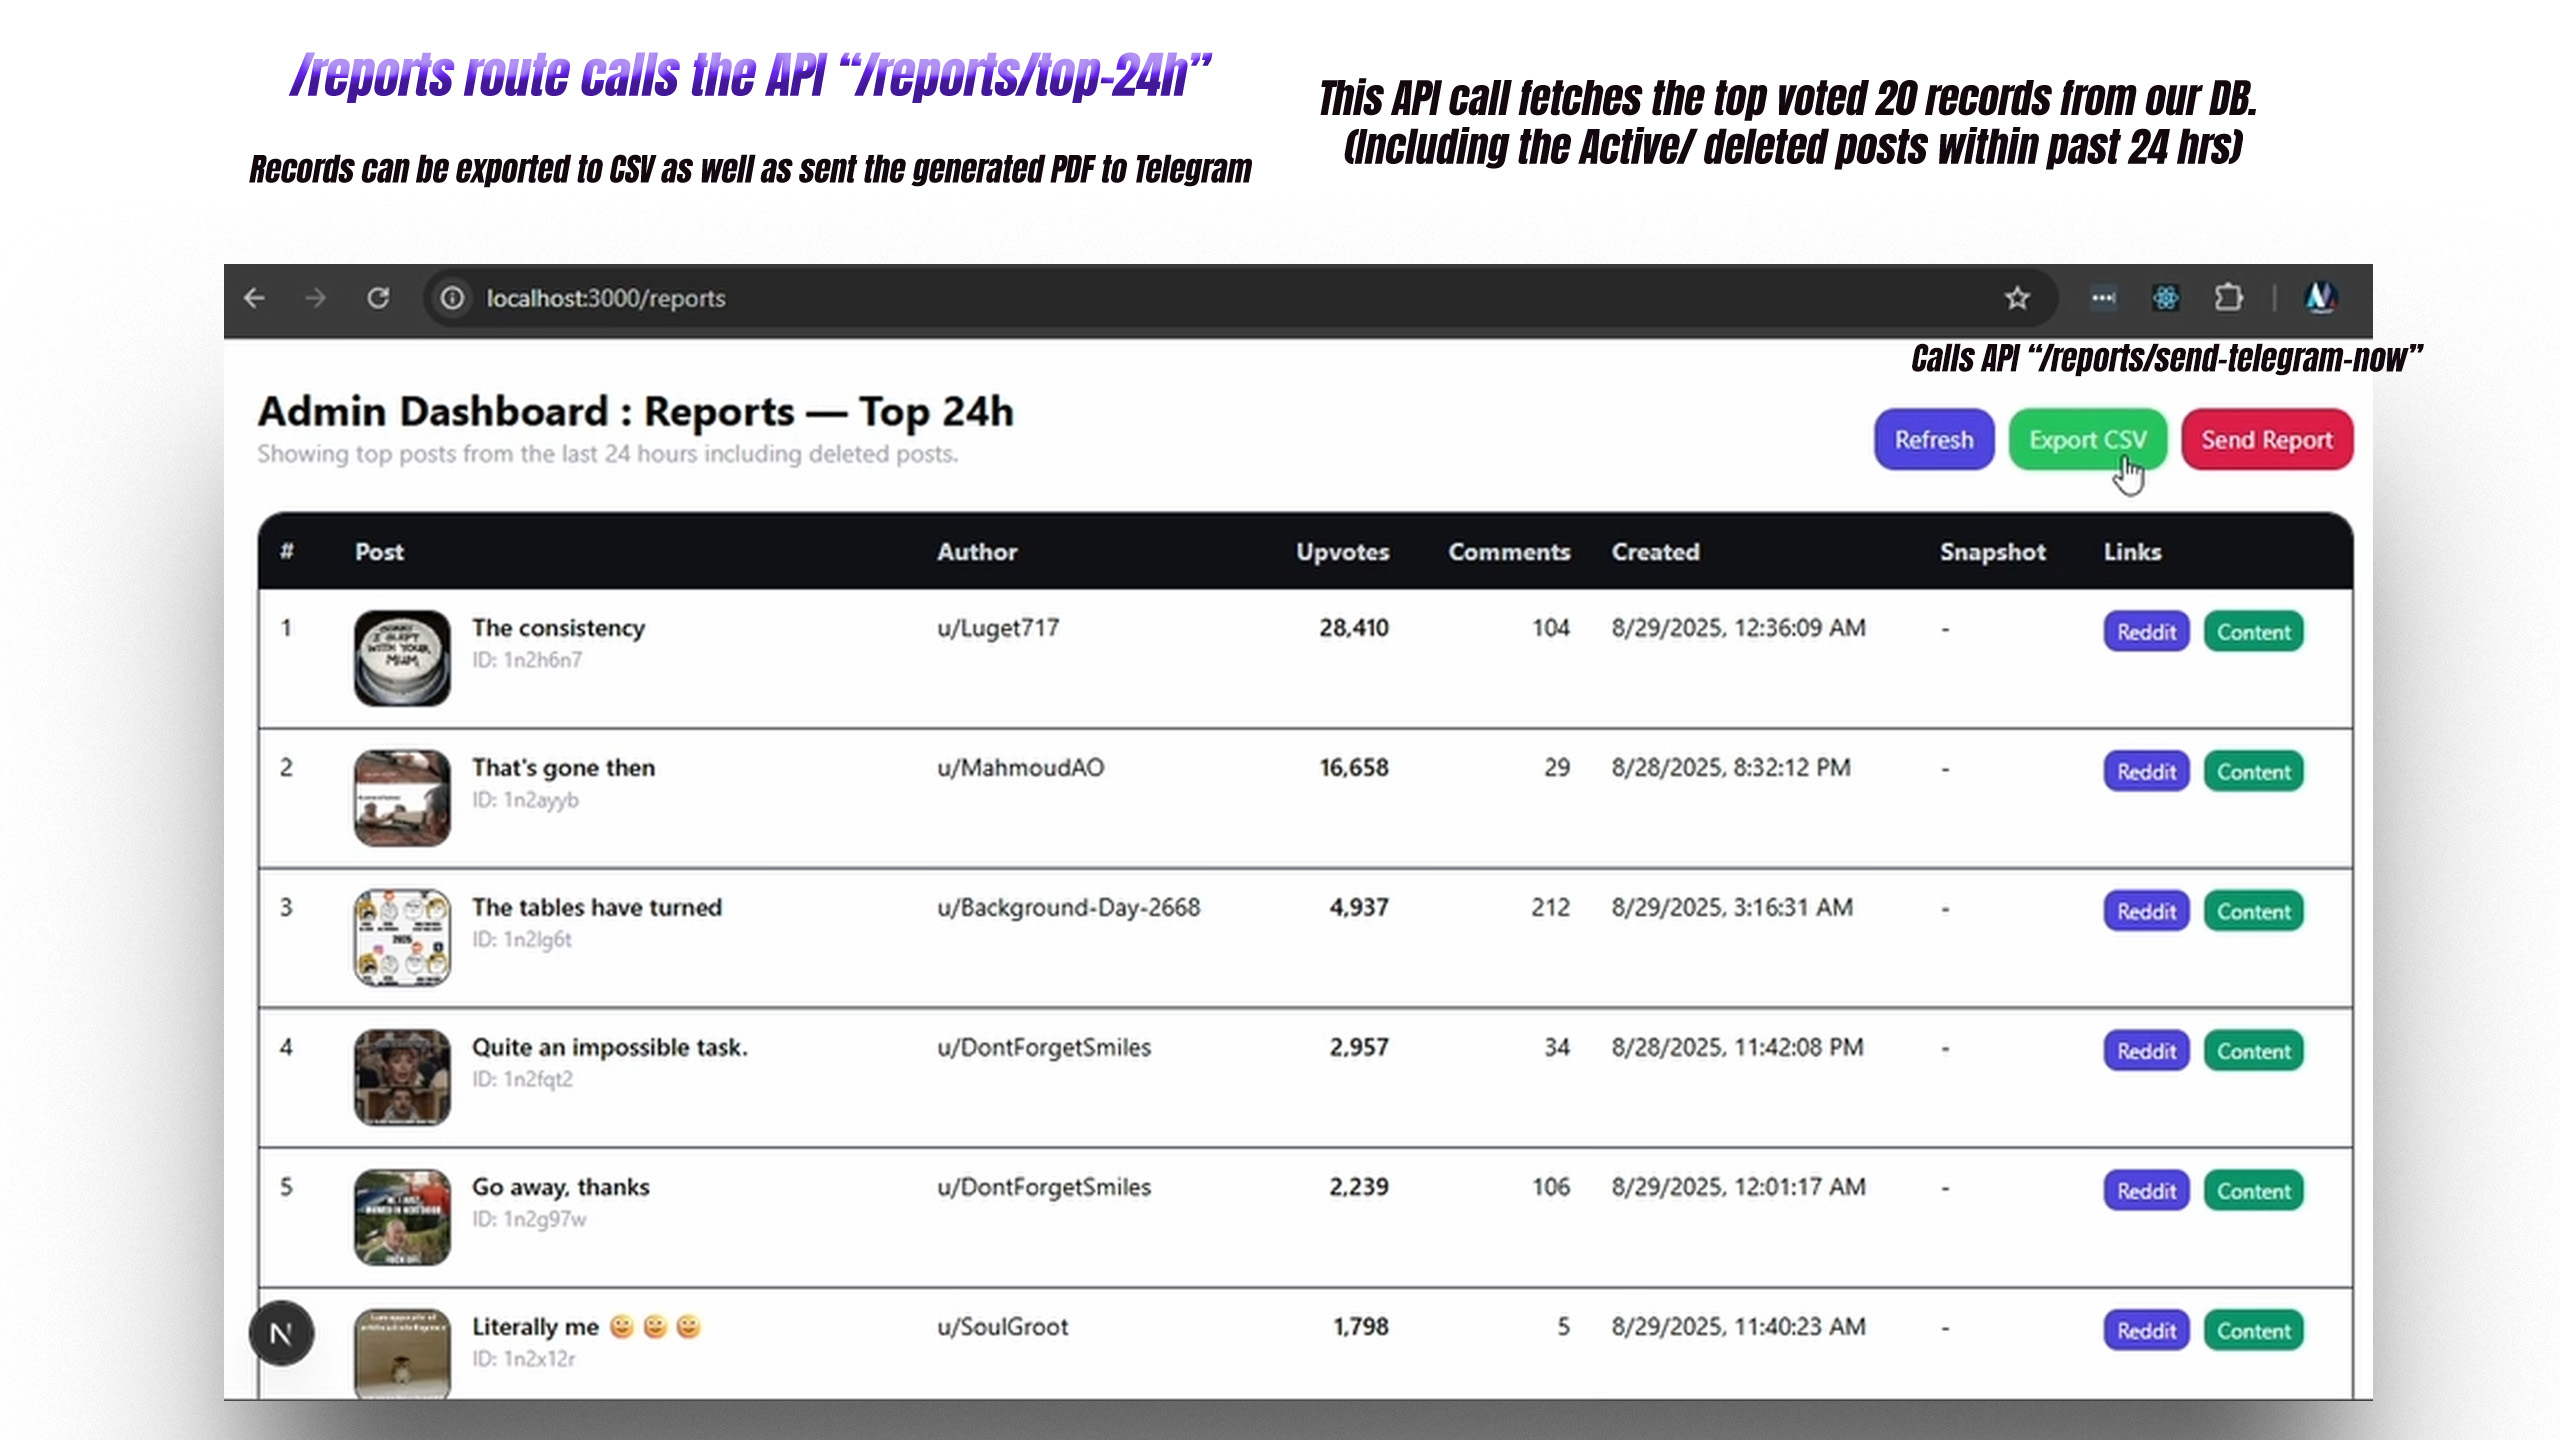 /reports route calls the API “/reports/top-24h”
Records can be exported to CSV as well as sent the generated PDF to Telegram
This API call fetches the top voted 20 records from our DB.
(Including the Active/ deleted posts within past 24 hrs)
localhost:3000/reports
Calls API “/reports/send-telegram-now”
Admin Dashboard : Reports — Top 24h
Showing top posts from the last 24 hours including deleted posts.
Refresh Export CSV Send Report
# Post Author Upvotes Comments Created Snapshot Links
1 The consistency u/Luget717 28,410 104 8/29/2025, 12:36:09 AM - Reddit Content
ID: 1n2h6n7
2 That's gone then u/MahmoudAO 16,658 29 8/28/2025, 8:32:12 PM - Reddit Content
ID: 1n2ayyb
3 The tables have turned u/Background-Day-2668 4,937 212 8/29/2025, 3:16:31 AM - Reddit Content
ID: 1n2lg6t
4 Quite an impossible task. u/DontForgetSmiles 2,957 34 8/28/2025, 11:42:08 PM - Reddit Content
ID: 1n2fqt2
5 Go away, thanks u/DontForgetSmiles 2,239 106 8/29/2025, 12:01:17 AM - Reddit Content
ID: 1n2g97w
Literally me u/SoulGroot 1,798 5 8/29/2025, 11:40:23 AM - Reddit Content
ID: 1n2x12r
N